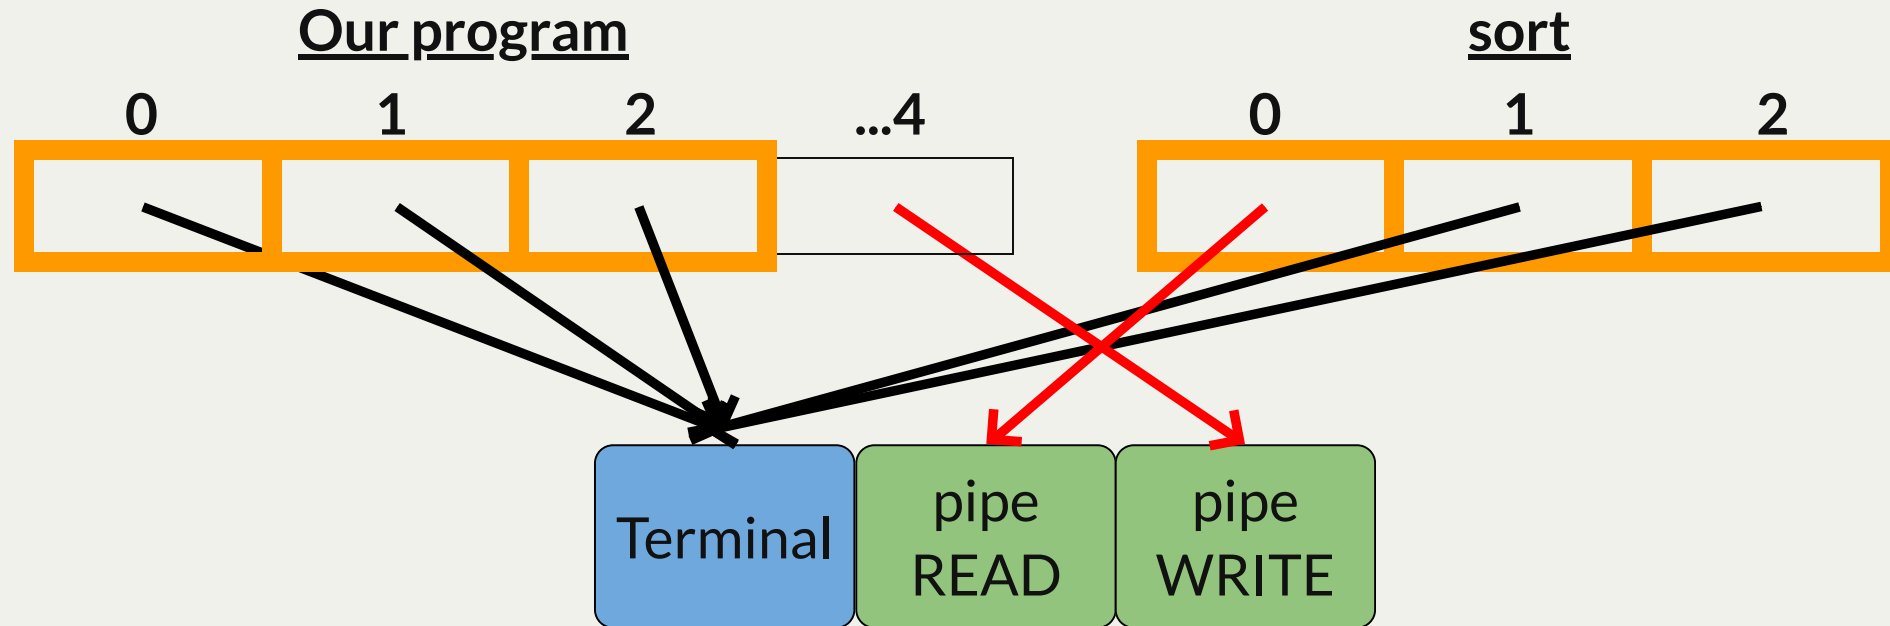 Our program
sort
0 1 2 ...4
0 1 2
Terminal
pipe
READ
pipe
WRITE